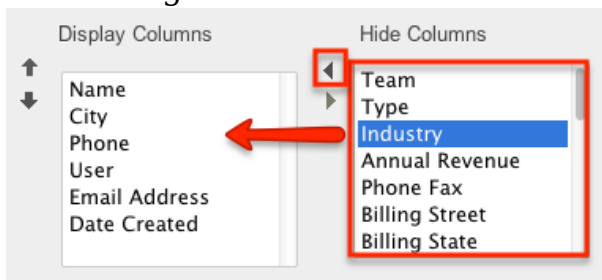 Display Columns
Hide Columns
Name
City
Phone
User
Email Address
Date Created
Team
Type
Industry
Annual Revenue
Phone Fax
Billing Street
Billing State